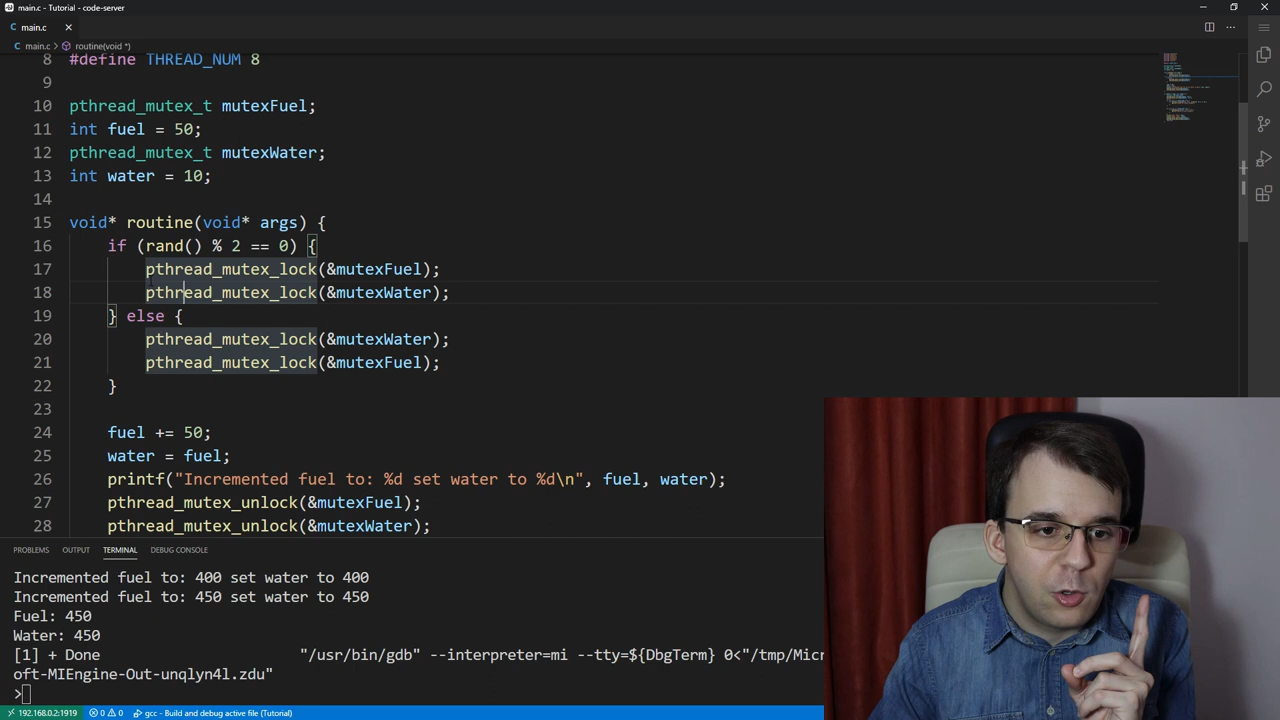 main.c - Tutorial - code-server
main.c
main.c > routine(void *)
8 #define THREAD_NUM 8
9
10 pthread_mutex_t mutexFuel;
11 int fuel = 50;
12 pthread_mutex_t mutexWater;
13 int water = 10;
14
15 void* routine(void* args) {
16 if (rand() % 2 == 0) {
17 pthread_mutex_lock(&mutexFuel);
18 pthread_mutex_lock(&mutexWater);
19 } else {
20 pthread_mutex_lock(&mutexWater);
21 pthread_mutex_lock(&mutexFuel);
22 }
23
24 fuel += 50;
25 water = fuel;
26 printf("Incremented fuel to: %d set water to %d\n", fuel, water);
27 pthread_mutex_unlock(&mutexFuel);
28 pthread_mutex_unlock(&mutexWater);
PROBLEMS OUTPUT TERMINAL DEBUG CONSOLE
Incremented fuel to: 400 set water to 400
Incremented fuel to: 450 set water to 450
Fuel: 450
Water: 450
[1] + Done "/usr/bin/gdb" --interpreter=mi --tty=${DbgTerm} 0<"/tmp/Micr
oft-MIEngine-Out-unqlyn4l.zdu"
>
192.168.0.2:1919 0 0 gcc - Build and debug active file (Tutorial)